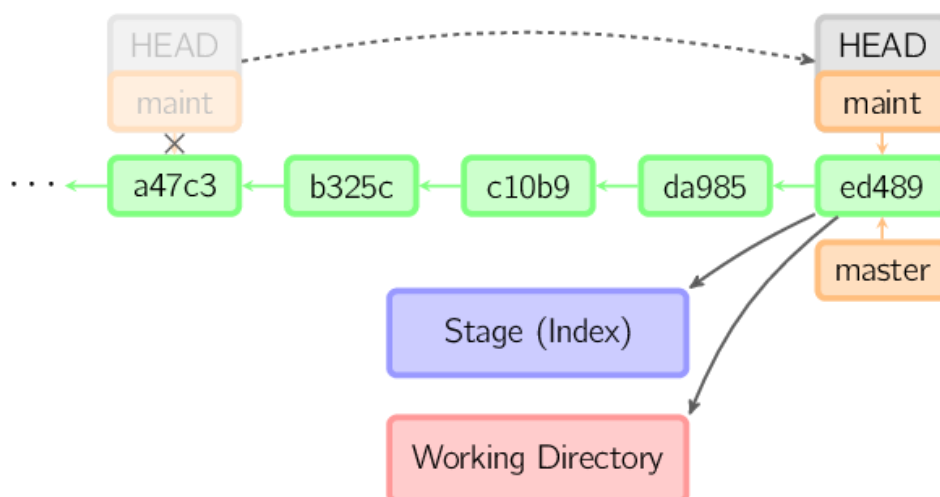 HEAD
HEAD
maint
maint
... a47c3 b325c c10b9 da985 ed489
master
Stage (Index)
Working Directory